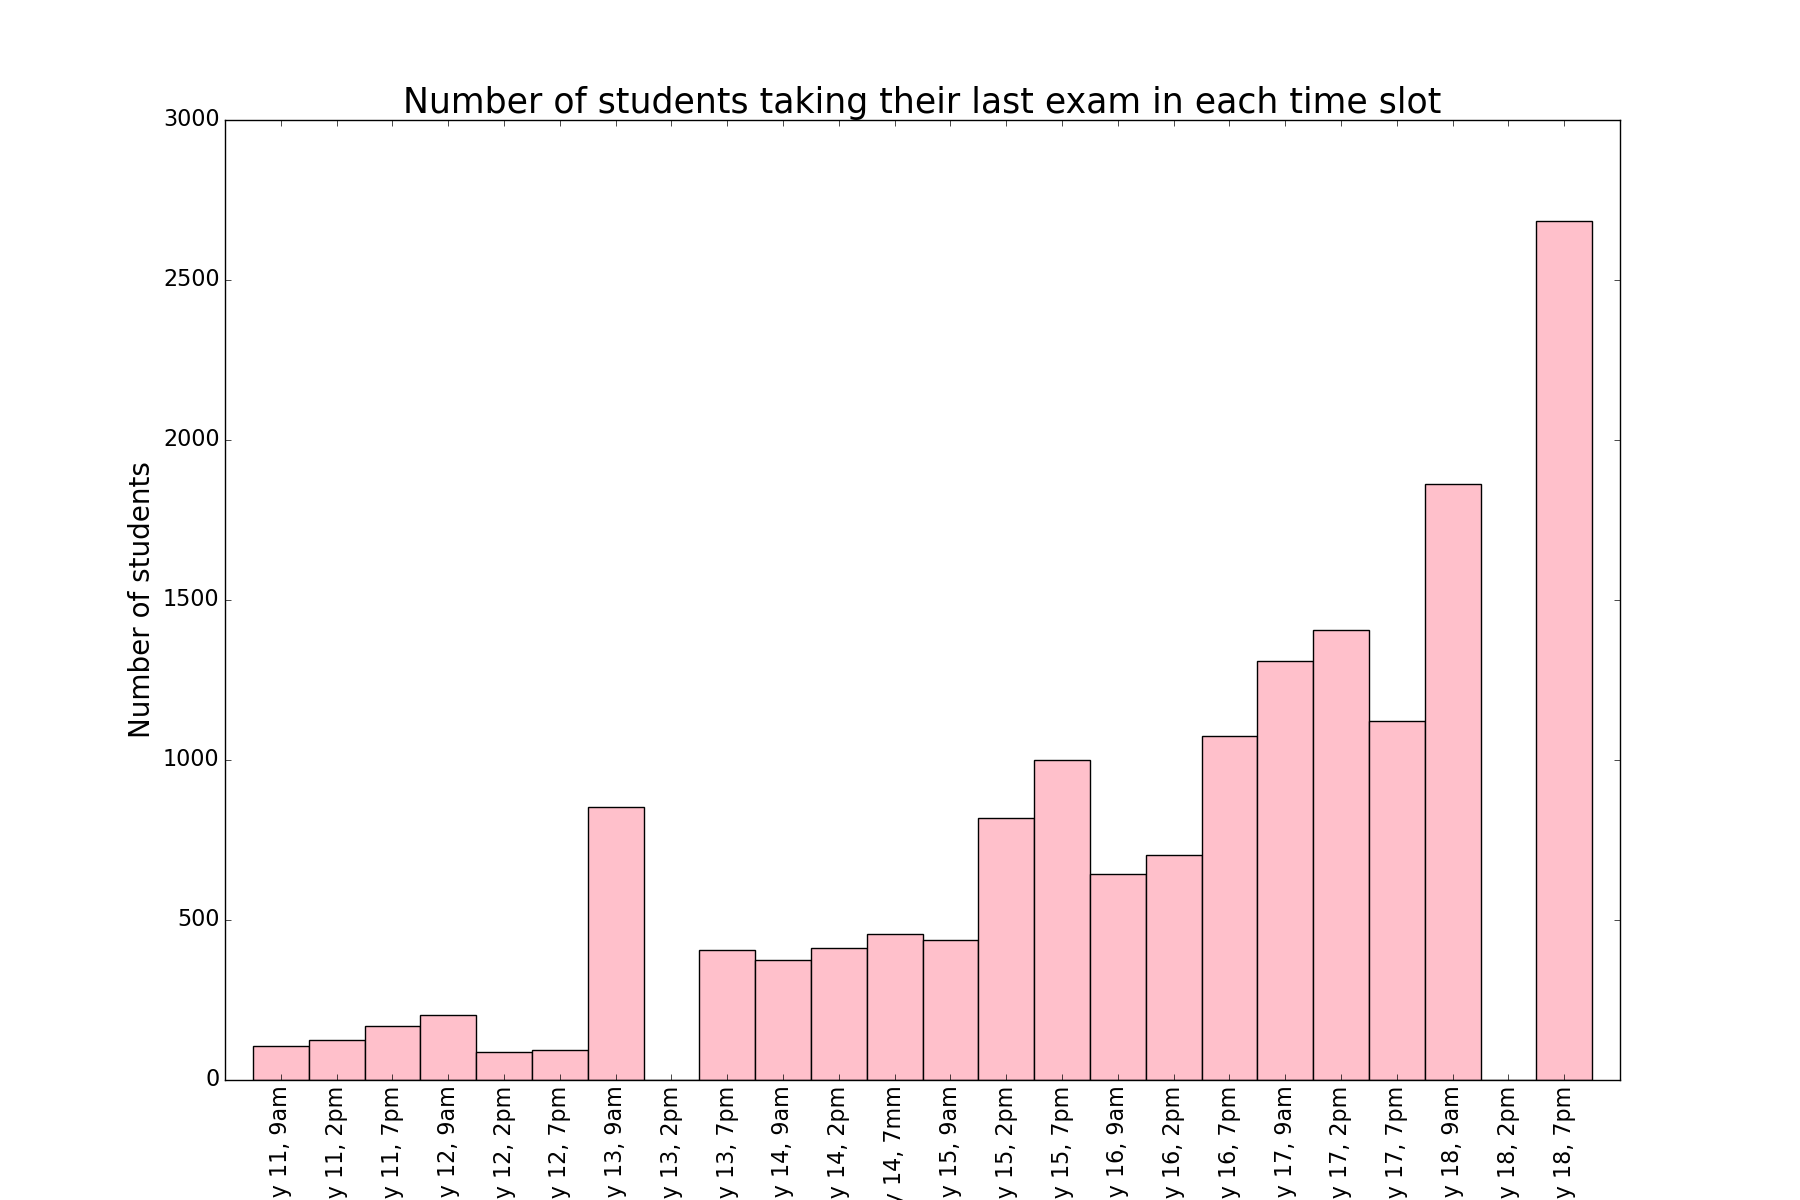 Number of students taking their last exam in each time slot
3000
2500
2000
1500
1000
500
0
Number of students
y 11, 9am
y 11, 2pm
y 11, 7pm
y 12, 9am
y 12, 2pm
y 12, 7pm
y 13, 9am
y 13, 2pm
y 13, 7pm
y 14, 9am
y 14, 2pm
y 14, 7mm
y 15, 9am
y 15, 2pm
y 15, 7pm
y 16, 9am
y 16, 2pm
y 16, 7pm
y 17, 9am
y 17, 2pm
y 17, 7pm
y 18, 9am
y 18, 2pm
y 18, 7pm